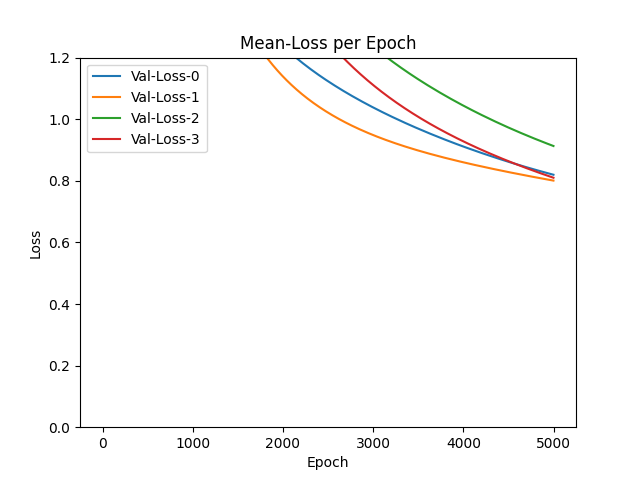 Mean-Loss per Epoch
1.2
1.0
0.8
0.6
0.4
0.2
0.0
Loss
Val-Loss-0
Val-Loss-1
Val-Loss-2
Val-Loss-3
0 1000 2000 3000 4000 5000
Epoch